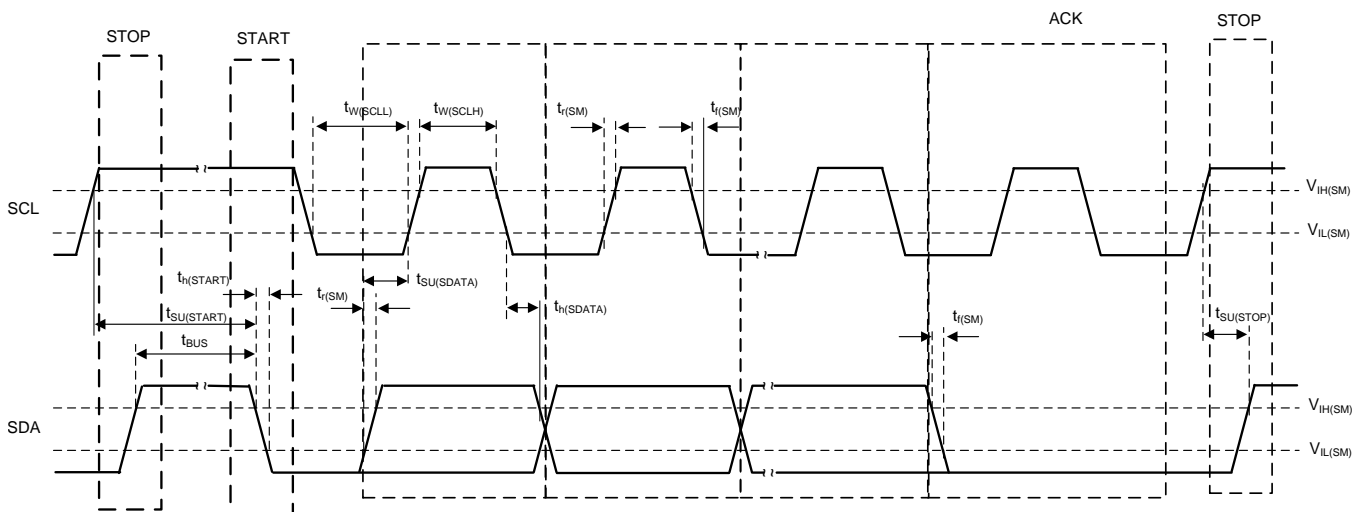 ACK
STOP
STOP
START
tW(SCLL)
tW(SCLH)
tr(SM)
tf(SM)
VIH(SM)
SCL
VIL(SM)
th(START)
tr(SM)
tSU(SDATA)
th(SDATA)
tSU(START)
tf(SM)
tSU(STOP)
tBUS
VIH(SM)
SDA
VIL(SM)